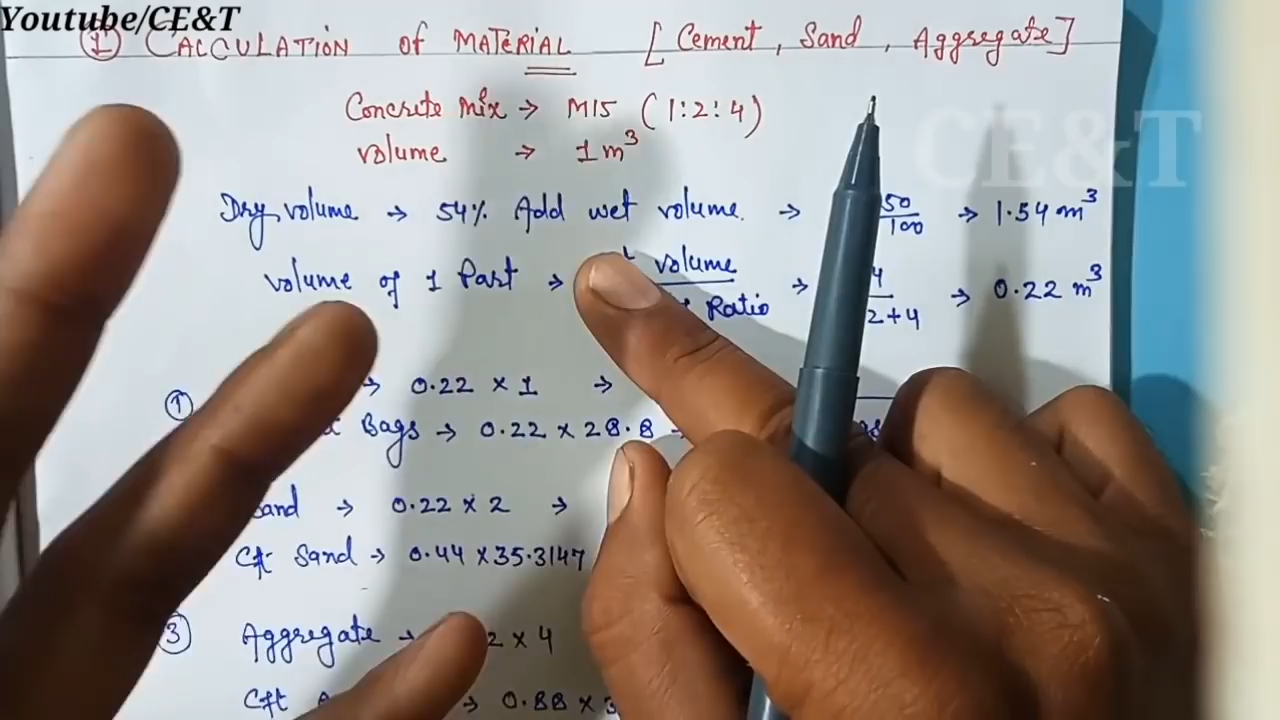 Youtube/CE&T
① CALCULATION of MATERIAL [Cement, Sand, Aggregate]
Concrete mix → M15 (1:2:4)
CE&T
volume → 1m³
Dry volume → 54% Add wet volume. → 50/100 → 1.54 m³
volume of 1 Part → volume / Ratio → 4 / 2+4 → 0.22 m³
① → 0.22 × 1 →
Bags → 0.22 × 28.8 →
Sand → 0.22 × 2 →
Cft Sand → 0.44 × 35.3147
③ Aggregate → 2 × 4
Cft → 0.88 × 3